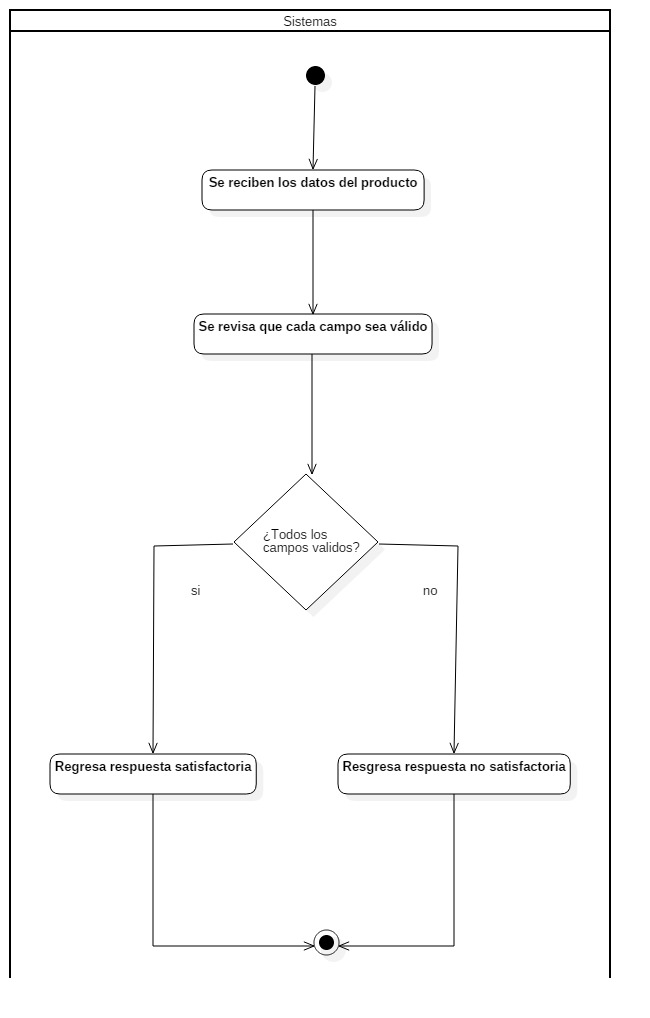 Sistemas
Se reciben los datos del producto
Se revisa que cada campo sea válido
¿Todos los
campos validos?
si
no
Regresa respuesta satisfactoria
Resgresa respuesta no satisfactoria